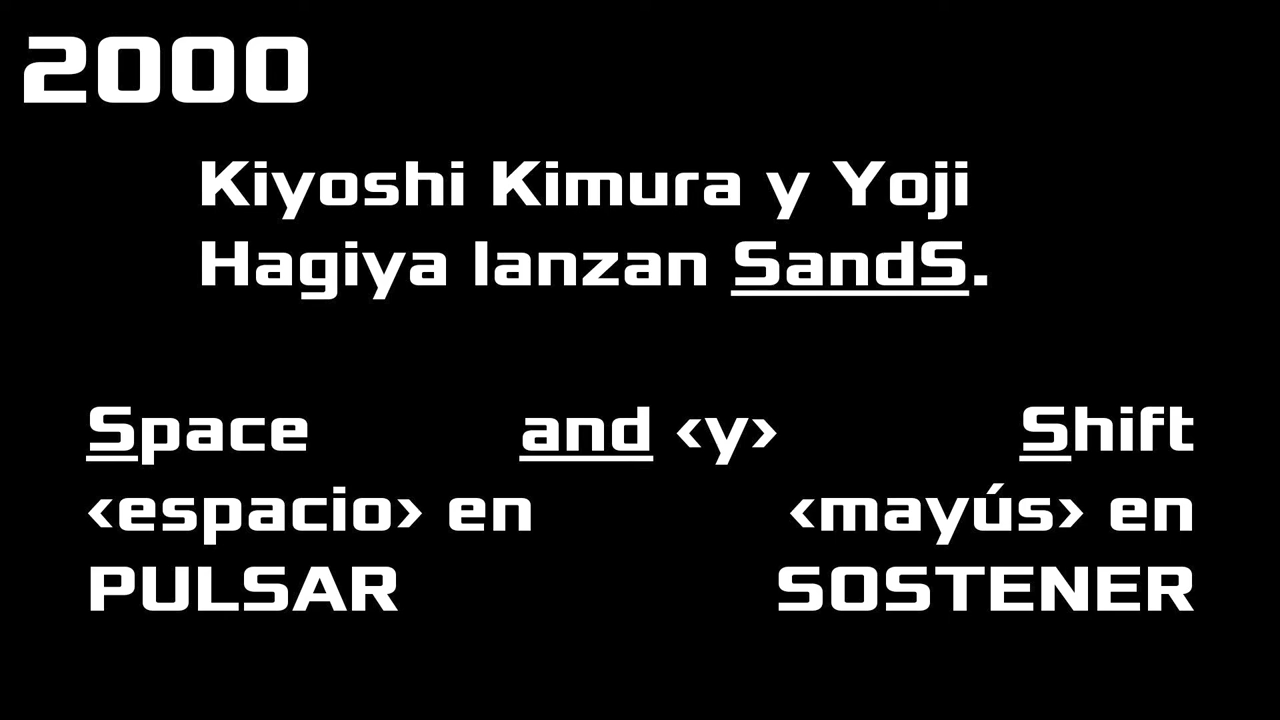 2000
Kiyoshi Kimura y Yoji
Hagiya lanzan SandS.
Space and ‹y› Shift
‹espacio› en ‹mayús› en
PULSAR SOSTENER